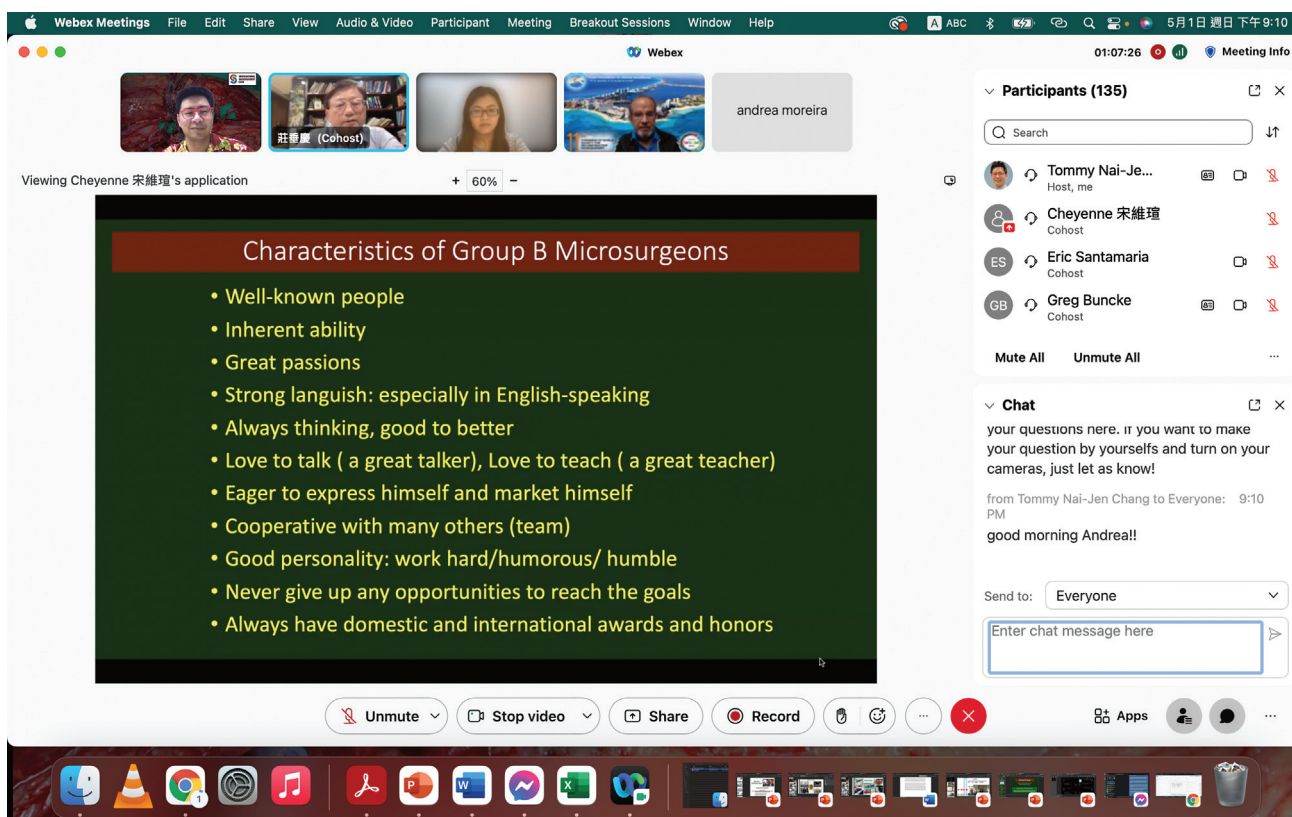 Webex Meetings File Edit Share View Audio & Video Participant Meeting Breakout Sessions Window Help
A ABC
5月1日 週日 下午9:10
Webex
01:07:26
Meeting Info
莊垂慶 (Cohost)
andrea moreira
Viewing Cheyenne 宋維瑄's application
+ 60% −
Characteristics of Group B Microsurgeons
• Well-known people
• Inherent ability
• Great passions
• Strong languish: especially in English-speaking
• Always thinking, good to better
• Love to talk ( a great talker), Love to teach ( a great teacher)
• Eager to express himself and market himself
• Cooperative with many others (team)
• Good personality: work hard/humorous/ humble
• Never give up any opportunities to reach the goals
• Always have domestic and international awards and honors
Participants (135)
Search
Tommy Nai-Je...
Host, me
Cheyenne 宋維瑄
Cohost
ES
Eric Santamaria
Cohost
GB
Greg Buncke
Cohost
Mute All Unmute All
Chat
your questions here. If you want to make
your question by yourselfs and turn on your
cameras, just let as know!
from Tommy Nai-Jen Chang to Everyone: 9:10
PM
good morning Andrea!!
Send to: Everyone
Enter chat message here
Unmute
Stop video
Share
Record
Apps
1